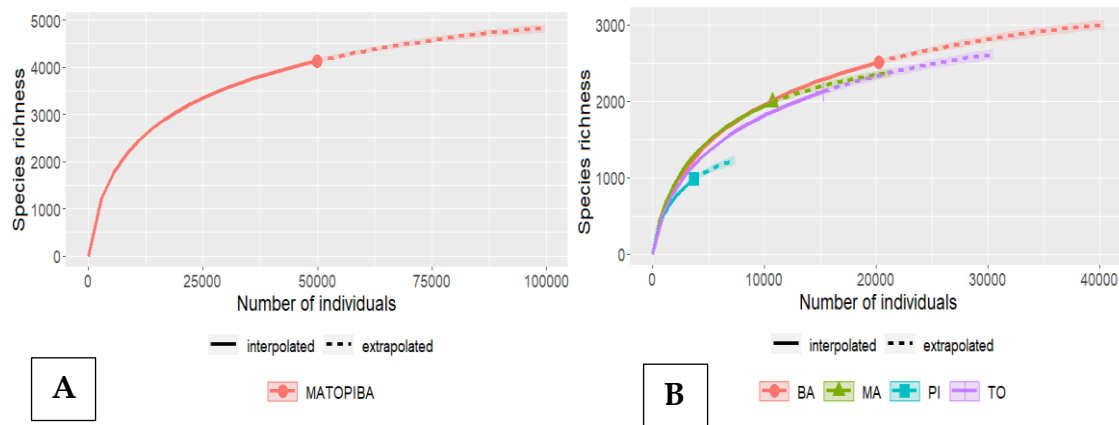 5000
4000
3000
2000
1000
0
Species richness
0 25000 50000 75000 100000
Number of individuals
interpolated extrapolated
MATOPIBA
A
3000
2000
1000
0
Species richness
0 10000 20000 30000 40000
Number of individuals
interpolated extrapolated
BA MA PI TO
B